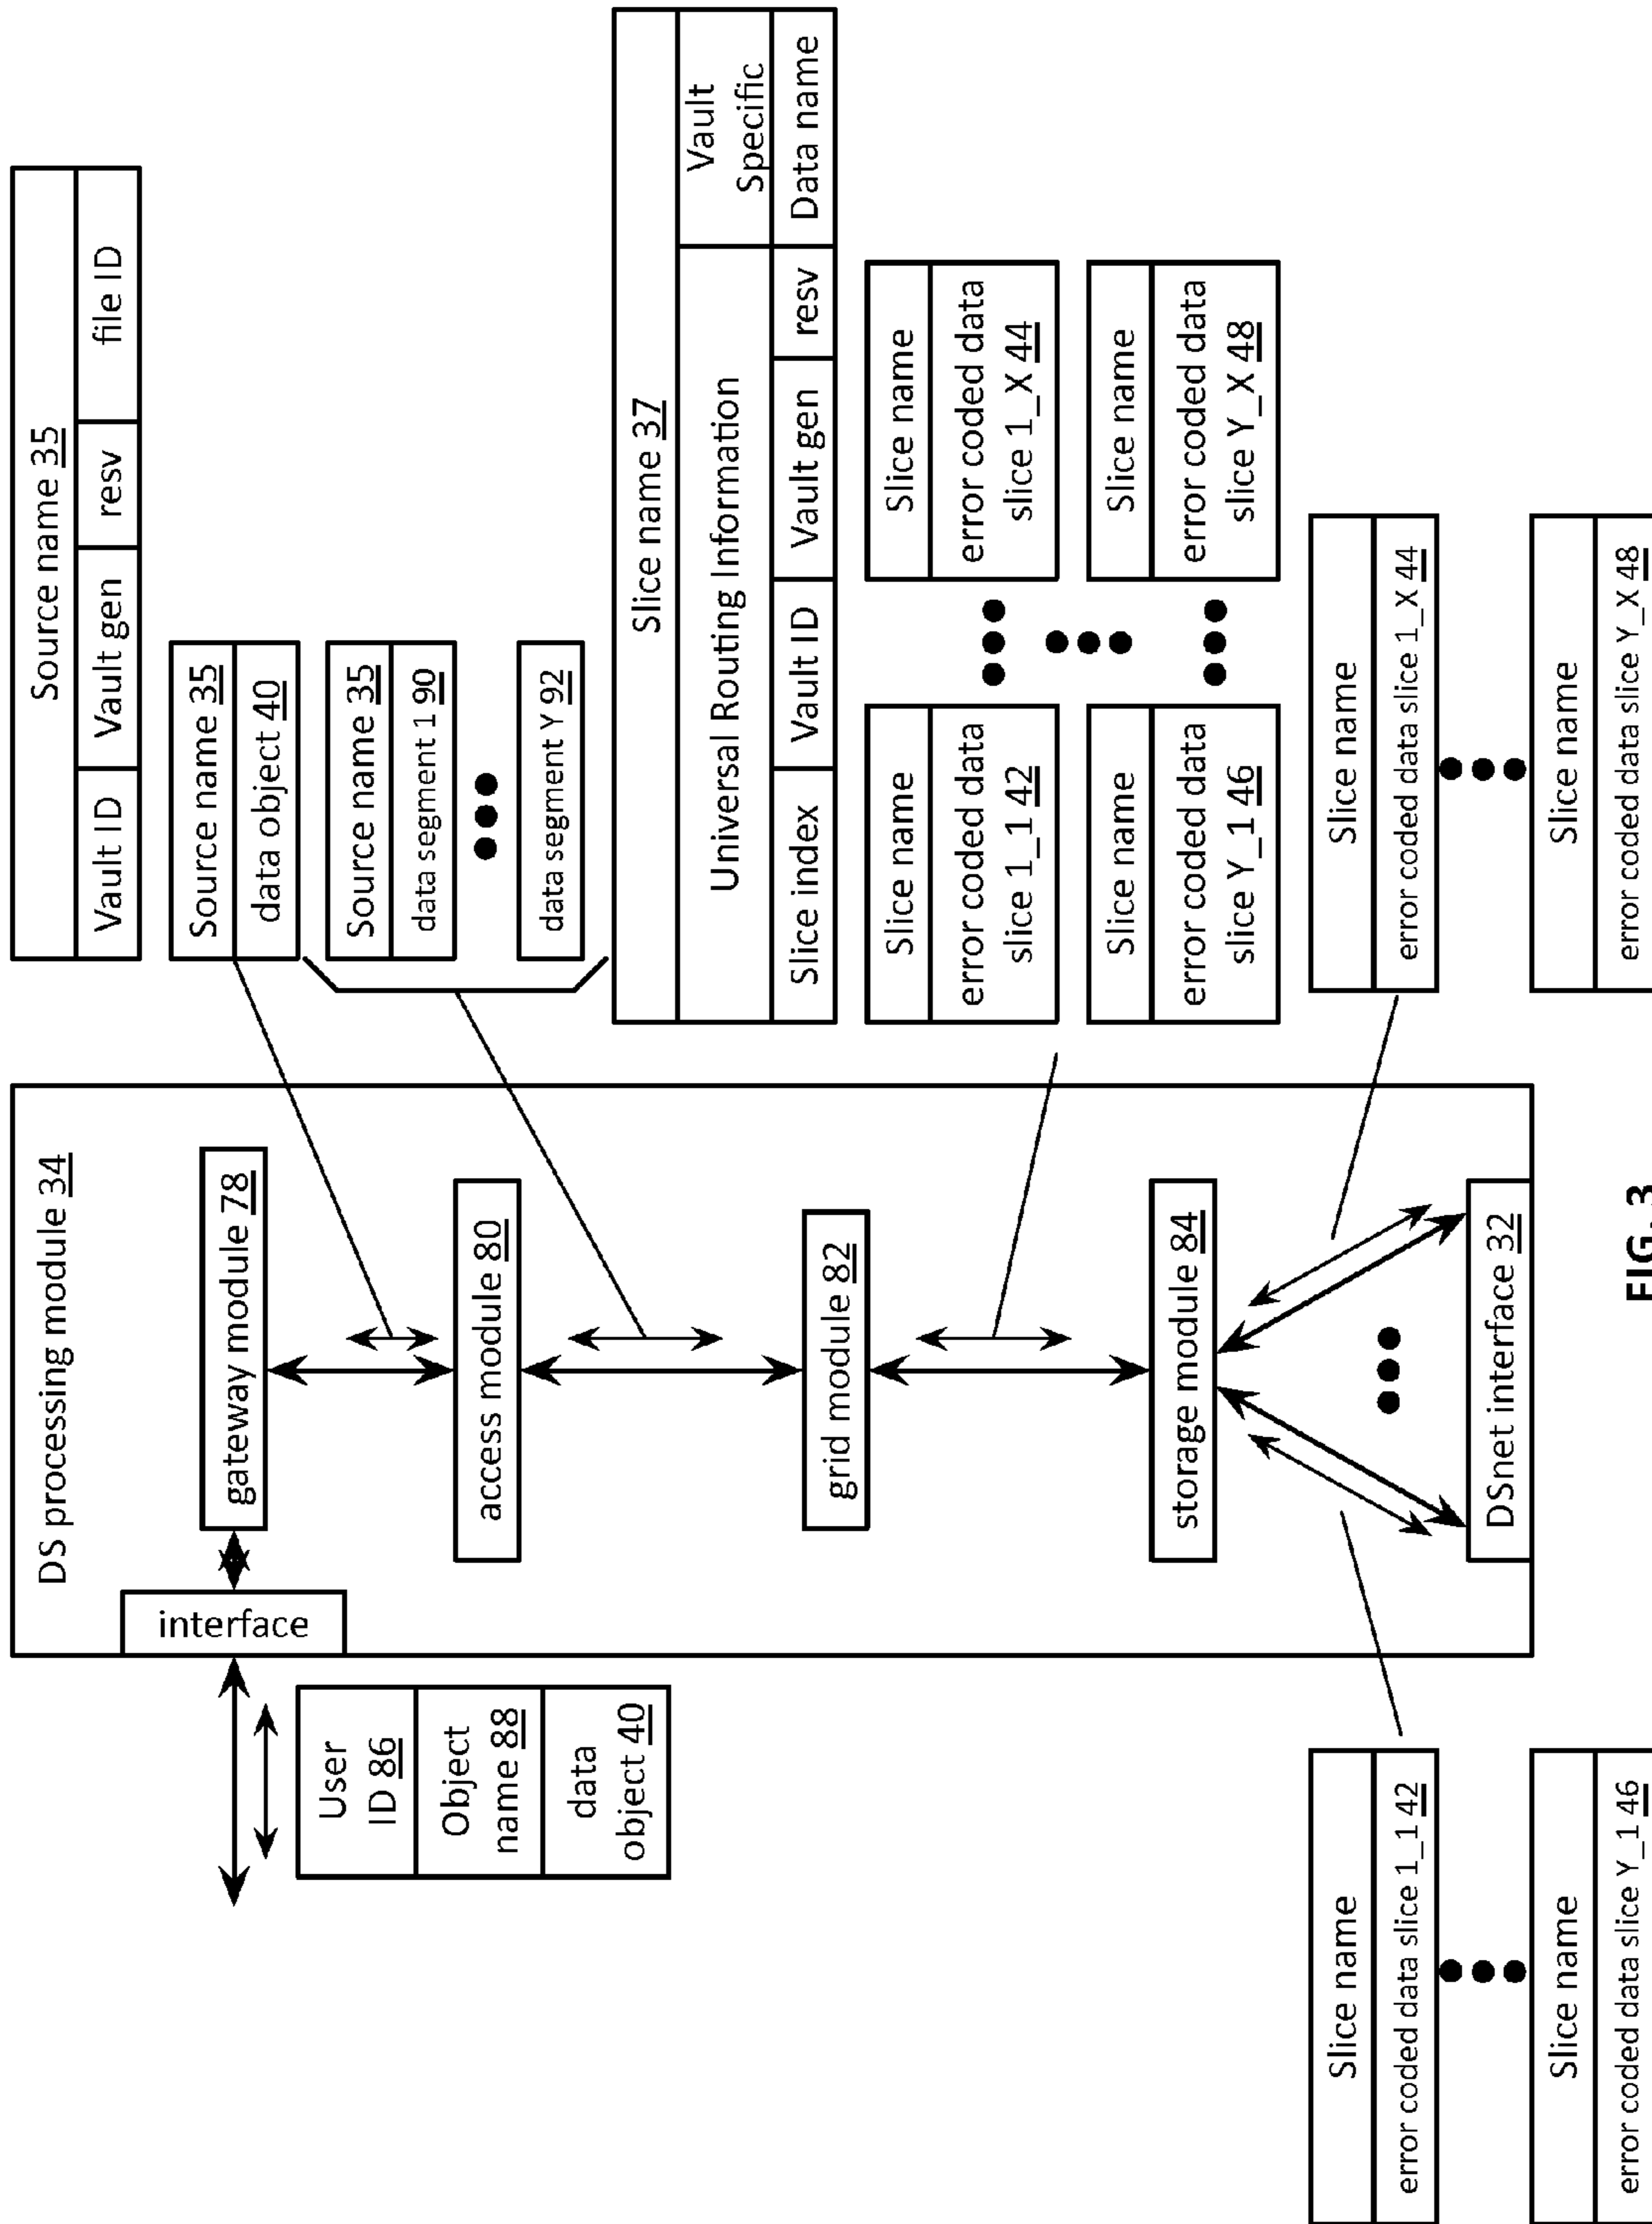 DS processing module 34
interface
gateway module 78
access module 80
grid module 82
storage module 84
DSnet interface 32
User
ID 86
Object
name 88
data
object 40
Source name 35
Vault ID
Vault gen
resv
file ID
Source name 35
data object 40
Source name 35
data segment 1 90
data segment Y 92
Slice name 37
Universal Routing Information
Vault
Specific
Slice index
Vault ID
Vault gen
resv
Data name
Slice name
error coded data
slice 1_1 42
Slice name
error coded data
slice 1_X 44
Slice name
error coded data
slice Y_1 46
Slice name
error coded data
slice Y_X 48
Slice name
error coded data slice 1_1 42
Slice name
error coded data slice Y_1 46
Slice name
error coded data slice 1_X 44
Slice name
error coded data slice Y_X 48
FIG. 3